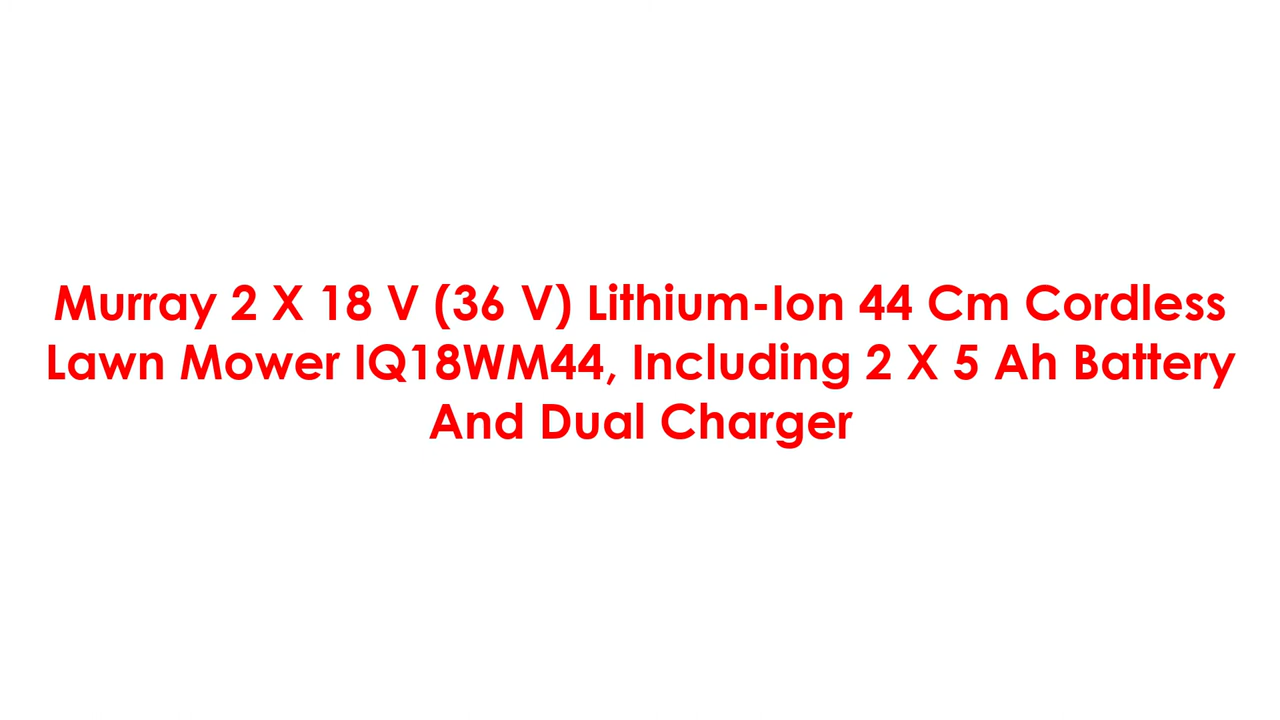 Murray 2 X 18 V (36 V) Lithium-Ion 44 Cm Cordless
Lawn Mower IQ18WM44, Including 2 X 5 Ah Battery
And Dual Charger